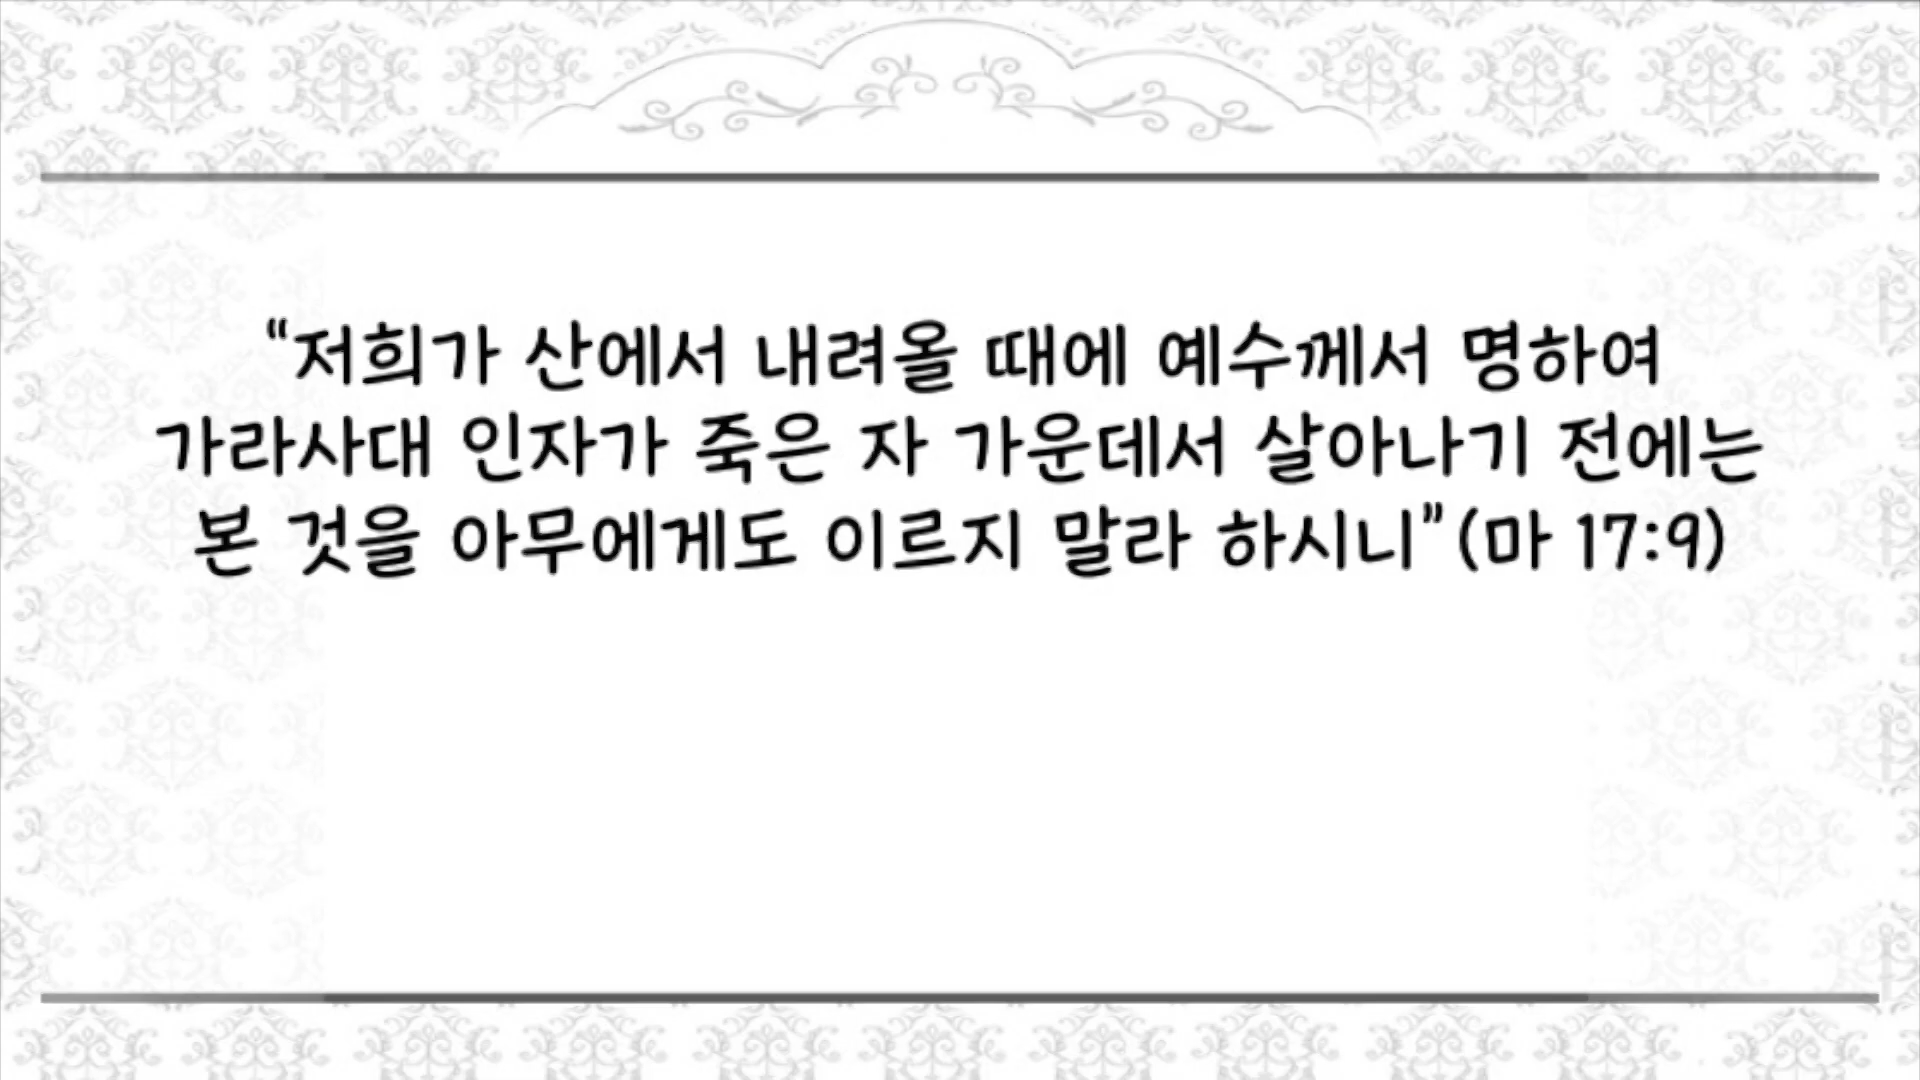 “저희가 산에서 내려올 때에 예수께서 명하여
가라사대 인자가 죽은 자 가운데서 살아나기 전에는
본 것을 아무에게도 이르지 말라 하시니”(마 17:9)